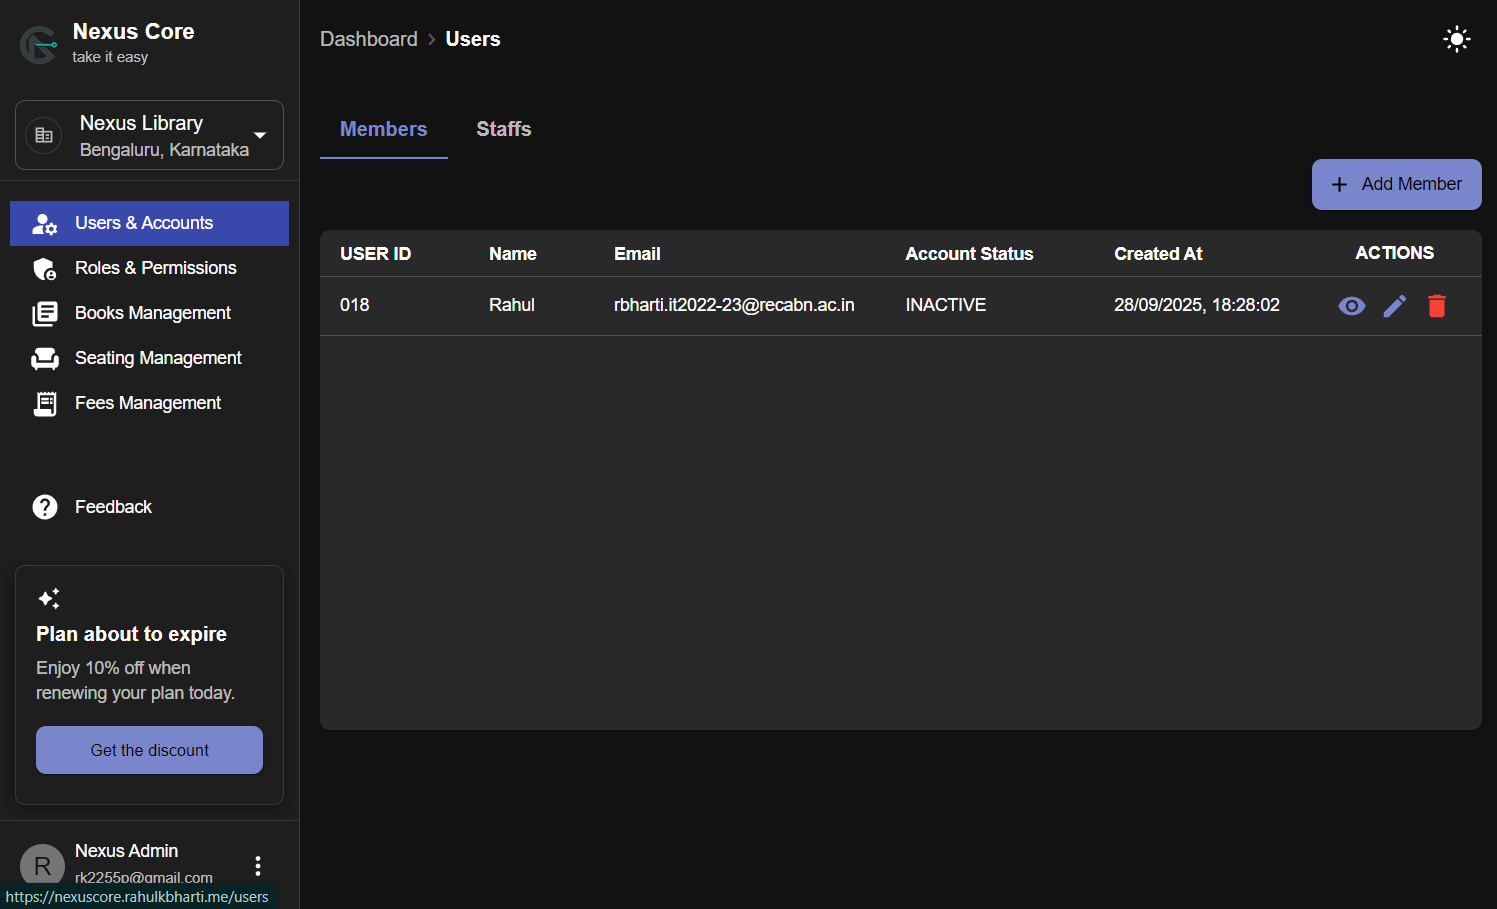 Nexus Core
take it easy
Nexus Library
Bengaluru, Karnataka
Users & Accounts
Roles & Permissions
Books Management
Seating Management
Fees Management
Feedback
Plan about to expire
Enjoy 10% off when
renewing your plan today.
Get the discount
R
Nexus Admin
rk2255p@gmail.com
https://nexuscore.rahulkbharti.me/users
Dashboard > Users
Members Staffs
+ Add Member
USER ID Name Email Account Status Created At ACTIONS
018 Rahul rbharti.it2022-23@recabn.ac.in INACTIVE 28/09/2025, 18:28:02